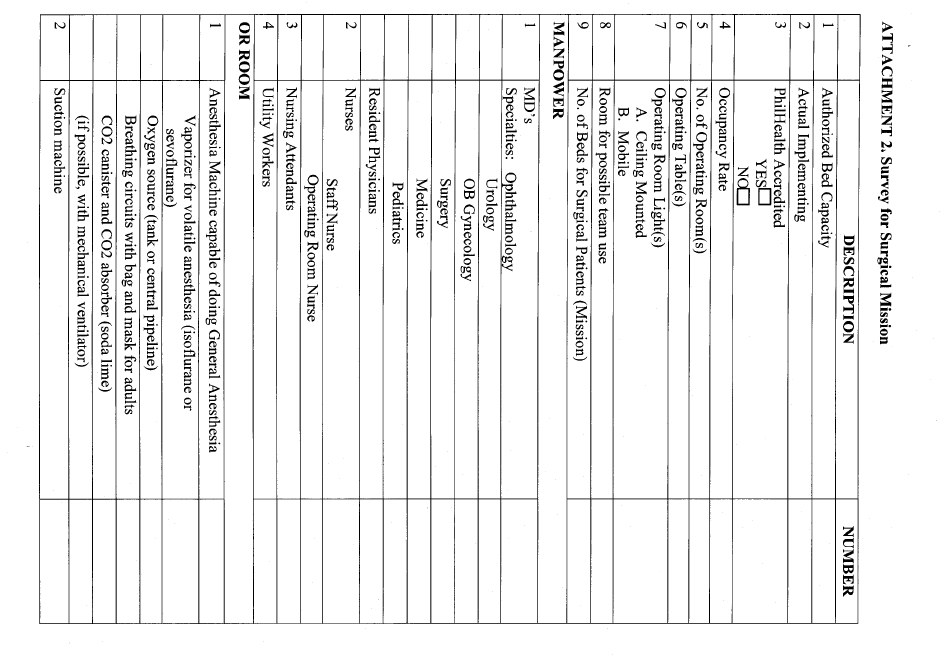 ATTACHMENT 2. Survey for Surgical Mission
DESCRIPTION NUMBER
1 Authorized Bed Capacity
2 Actual Implementing
3 PhilHealth Accredited
YES
NO
4 Occupancy Rate
5 No. of Operating Room(s)
6 Operating Table(s)
7 Operating Room Light(s)
A. Ceiling Mounted
B. Mobile
8 Room for possible team use
9 No. of Beds for Surgical Patients (Mission)
MANPOWER
1 MD's
Specialties: Ophthalmology
Urology
OB Gynecology
Surgery
Medicine
Pediatrics
Resident Physicians
2 Nurses
Staff Nurse
Operating Room Nurse
3 Nursing Attendants
4 Utility Workers
OR ROOM
1 Anesthesia Machine capable of doing General Anesthesia
Vaporizer for volatile anesthesia (isoflurane or
sevoflurane)
Oxygen source (tank or central pipeline)
Breathing circuits with bag and mask for adults
CO2 canister and CO2 absorber (soda lime)
(if possible, with mechanical ventilator)
2 Suction machine